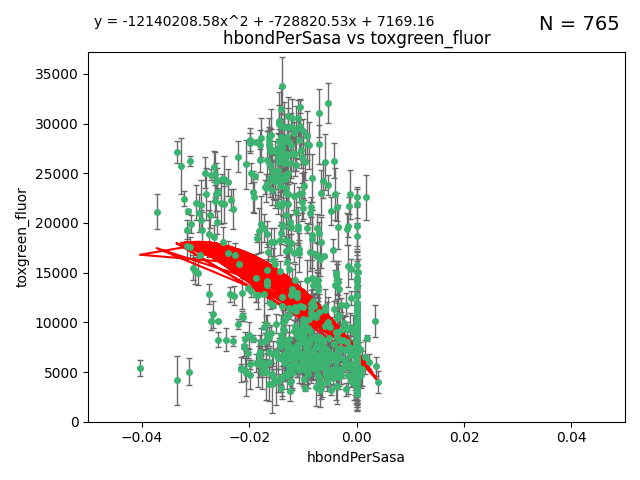 y = -12140208.58x^2 + -728820.53x + 7169.16
N = 765
hbondPerSasa vs toxgreen_fluor
35000
30000
25000
20000
15000
10000
5000
0
toxgreen_fluor
−0.04
−0.02
0.00
0.02
0.04
hbondPerSasa